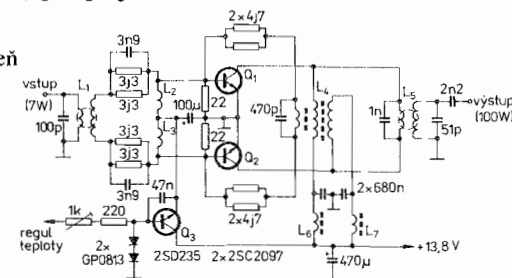 eň
2×4j7
3n9
vstup
(7W)
L1
3j3
3j3
L2
Q1
100p
100µ
22
470p
L4
L5
2n2
výstup
(100W)
1n
51p
L3
22
3j3
3j3
Q2
3n9
47n
2×4j7
2×680n
1k
220
Q3
L6
L7
regul
teploty
2×
GP0813
2SD235
2×2SC2097
+13,8 V
470µ